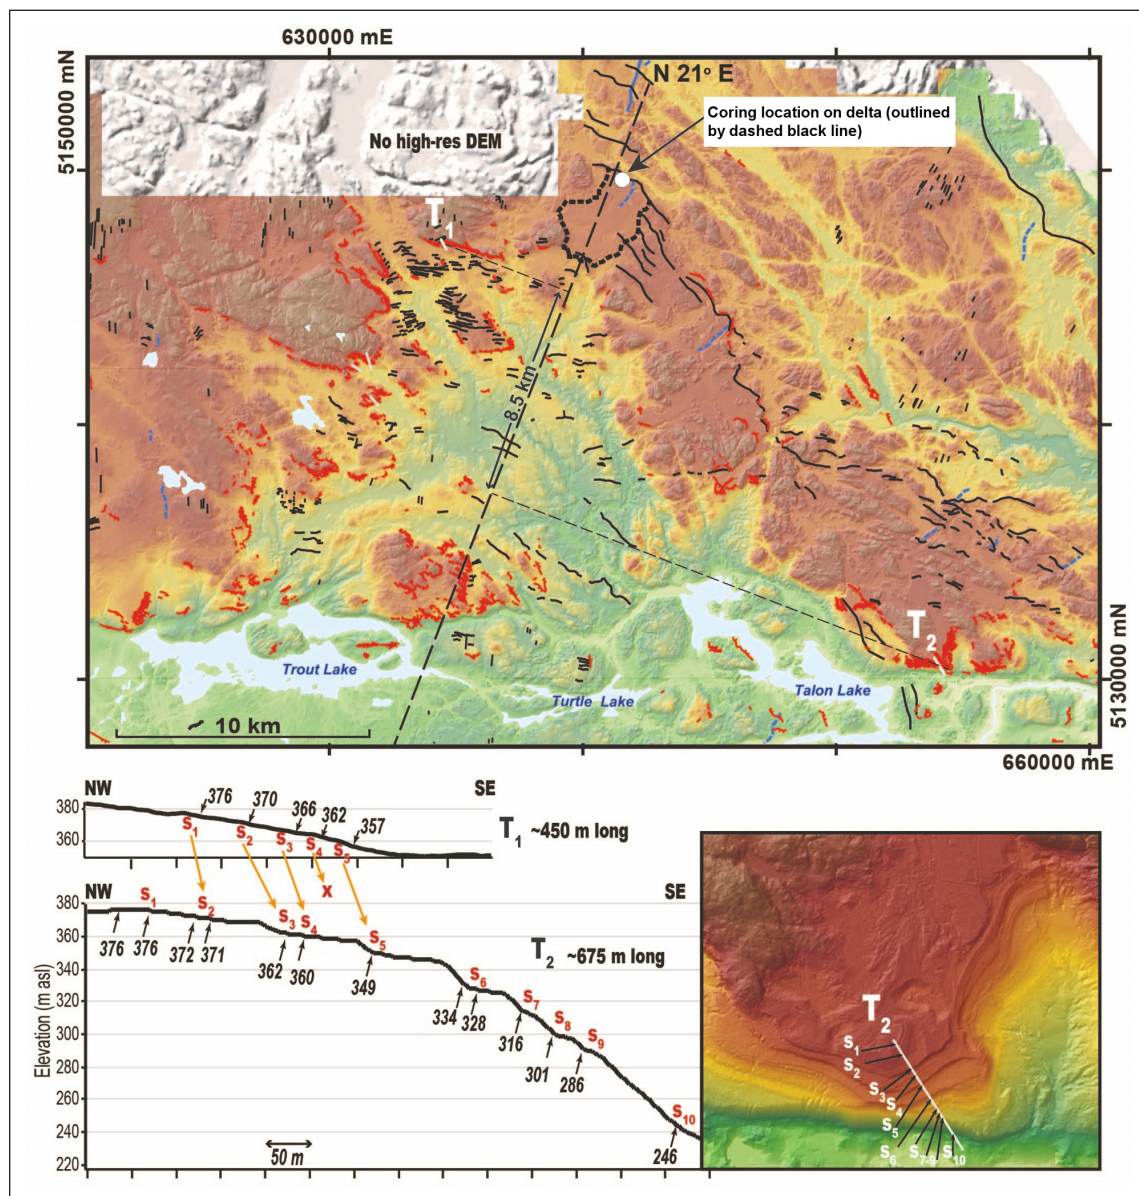 630000 mE
5150000 mN
N 21° E
Coring location on delta (outlined
by dashed black line)
No high-res DEM
T1
8.5 km
T2
Trout Lake
Turtle Lake
Talon Lake
10 km
5130000 mN
660000 mE
NW
SE
380
360
376
370
366
362
357
S1
S2
S3
S4
S5
T1 ~450 m long
x
NW
SE
Elevation (m asl)
380
360
340
320
300
280
260
240
220
S1
S2
S3
S4
S5
S6
S7
S8
S9
S10
376
376
372
371
362
360
349
334
328
316
301
286
246
T2 ~675 m long
50 m
T2
S1
S2
S3
S4
S5
S6
S7-9
S10